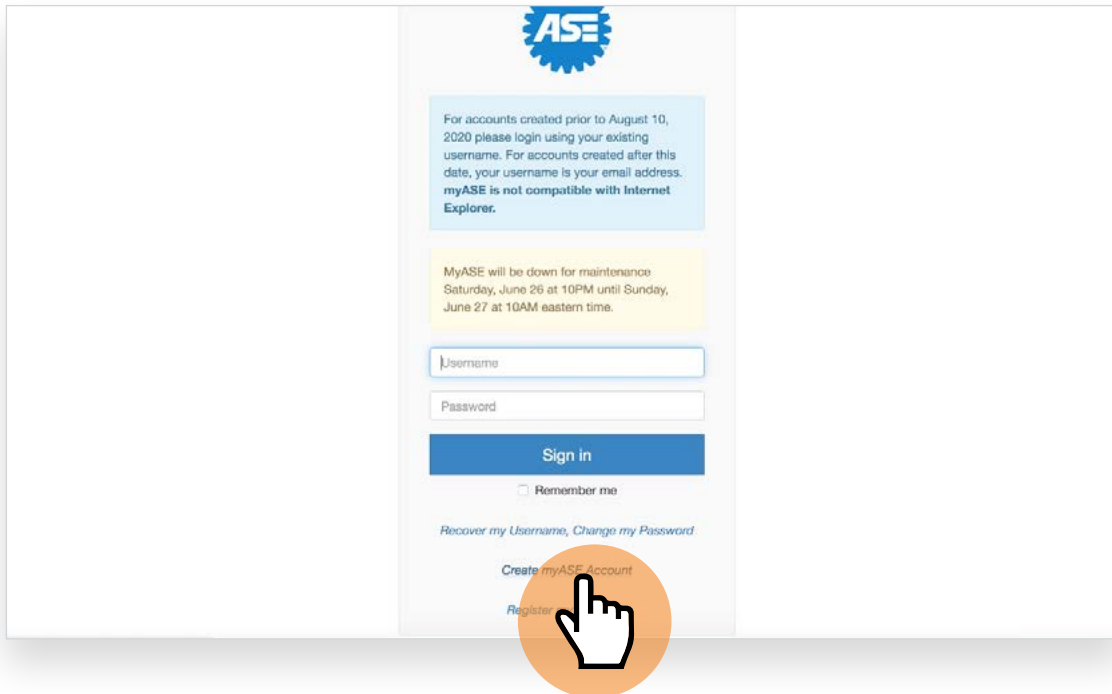 ASE
For accounts created prior to August 10,
2020 please login using your existing
username. For accounts created after this
date, your username is your email address.
myASE is not compatible with Internet
Explorer.
MyASE will be down for maintenance
Saturday, June 26 at 10PM until Sunday,
June 27 at 10AM eastern time.
Username
Password
Sign in
Remember me
Recover my Username, Change my Password
Create myASE Account
Register